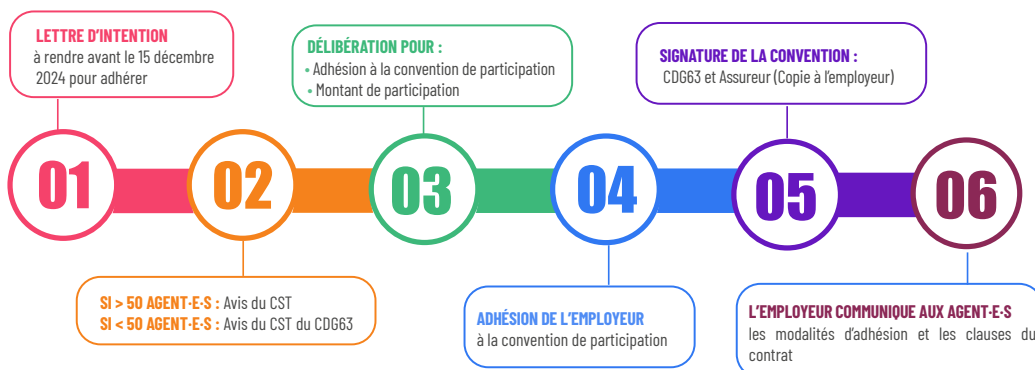 LETTRE D'INTENTION
à rendre avant le 15 décembre
2024 pour adhérer
DÉLIBÉRATION POUR :
• Adhésion à la convention de participation
• Montant de participation
SIGNATURE DE LA CONVENTION :
CDG63 et Assureur (Copie à l'employeur)
01
02
03
04
05
06
SI > 50 AGENT·E·S : Avis du CST
SI < 50 AGENT·E·S : Avis du CST du CDG63
ADHÉSION DE L'EMPLOYEUR
à la convention de participation
L'EMPLOYEUR COMMUNIQUE AUX AGENT·E·S
les modalités d'adhésion et les clauses du
contrat